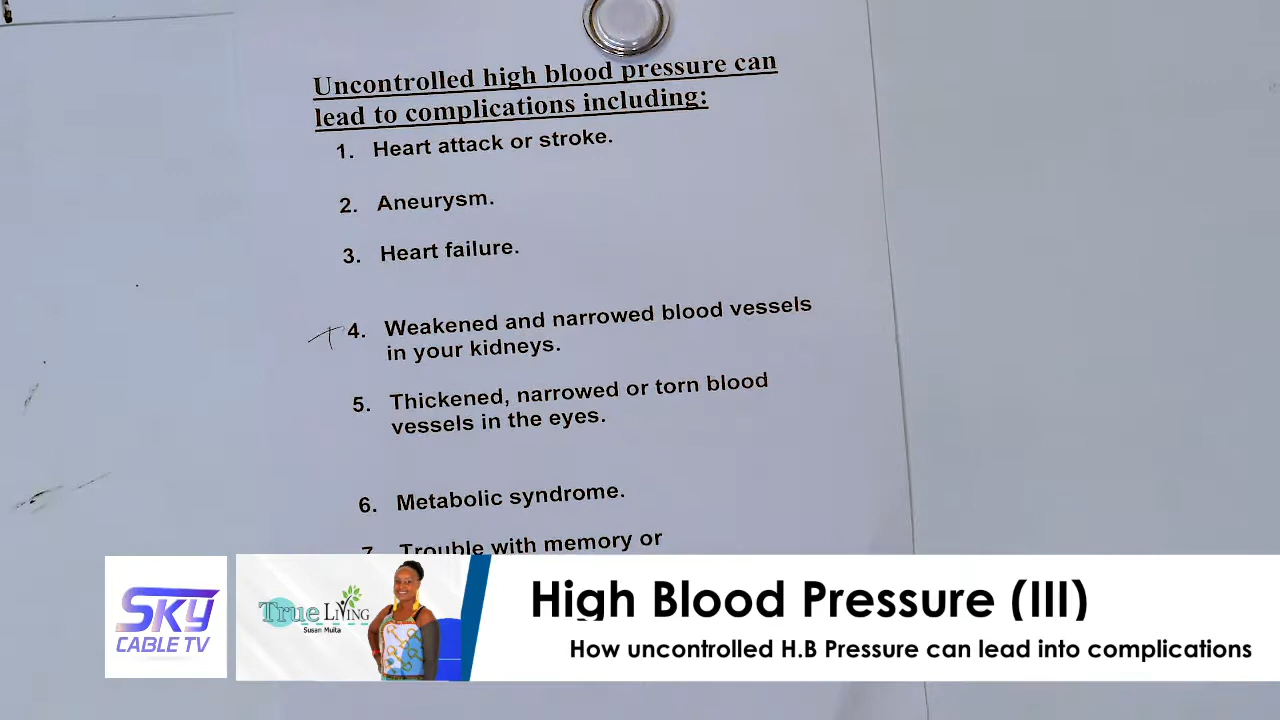 Uncontrolled high blood pressure can
lead to complications including:
1. Heart attack or stroke.
2. Aneurysm.
3. Heart failure.
4. Weakened and narrowed blood vessels
in your kidneys.
5. Thickened, narrowed or torn blood
vessels in the eyes.
6. Metabolic syndrome.
7. Trouble with memory or
SKY
CABLE TV
True LIVING
Susan Muita
High Blood Pressure (III)
How uncontrolled H.B Pressure can lead into complications